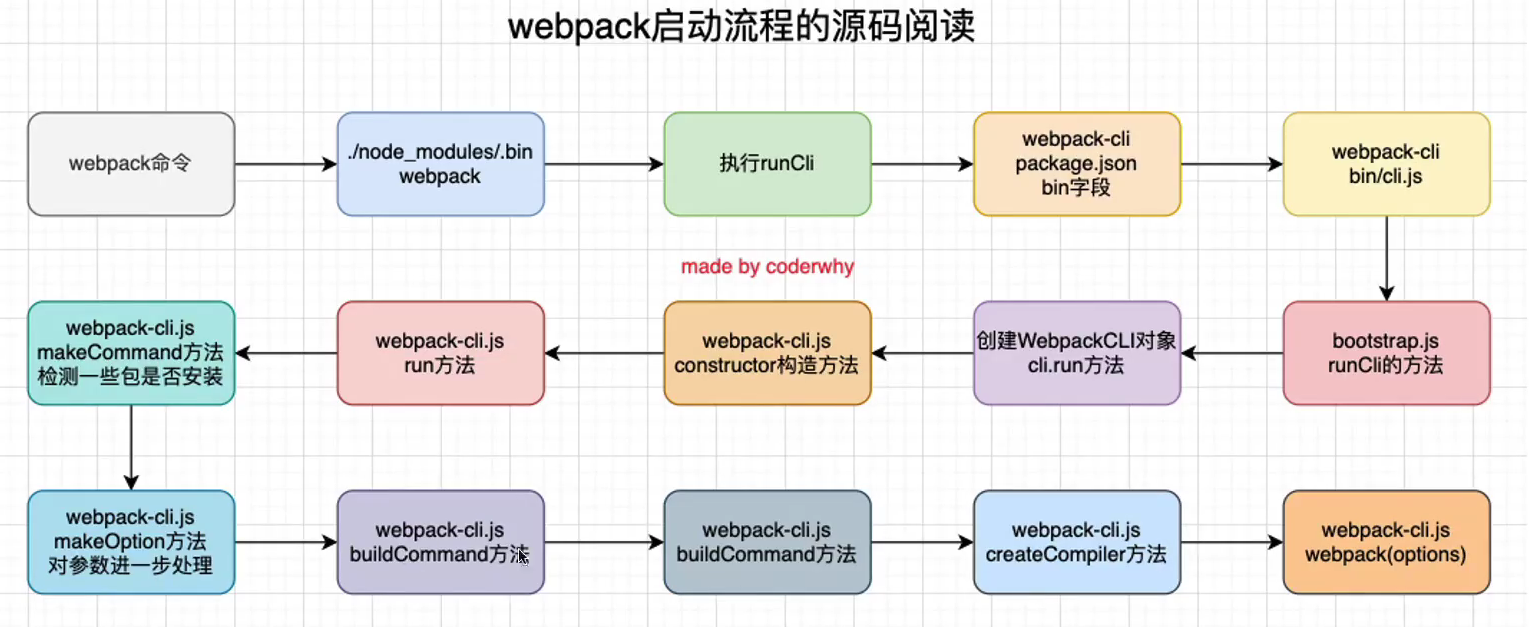 webpack启动流程的源码阅读
webpack命令
./node_modules/.bin
webpack
执行runCli
webpack-cli
package.json
bin字段
webpack-cli
bin/cli.js
made by coderwhy
bootstrap.js
runCli的方法
创建WebpackCLI对象
cli.run方法
webpack-cli.js
constructor构造方法
webpack-cli.js
run方法
webpack-cli.js
makeCommand方法
检测一些包是否安装
webpack-cli.js
makeOption方法
对参数进一步处理
webpack-cli.js
buildCommand方法
webpack-cli.js
buildCommand方法
webpack-cli.js
createCompiler方法
webpack-cli.js
webpack(options)